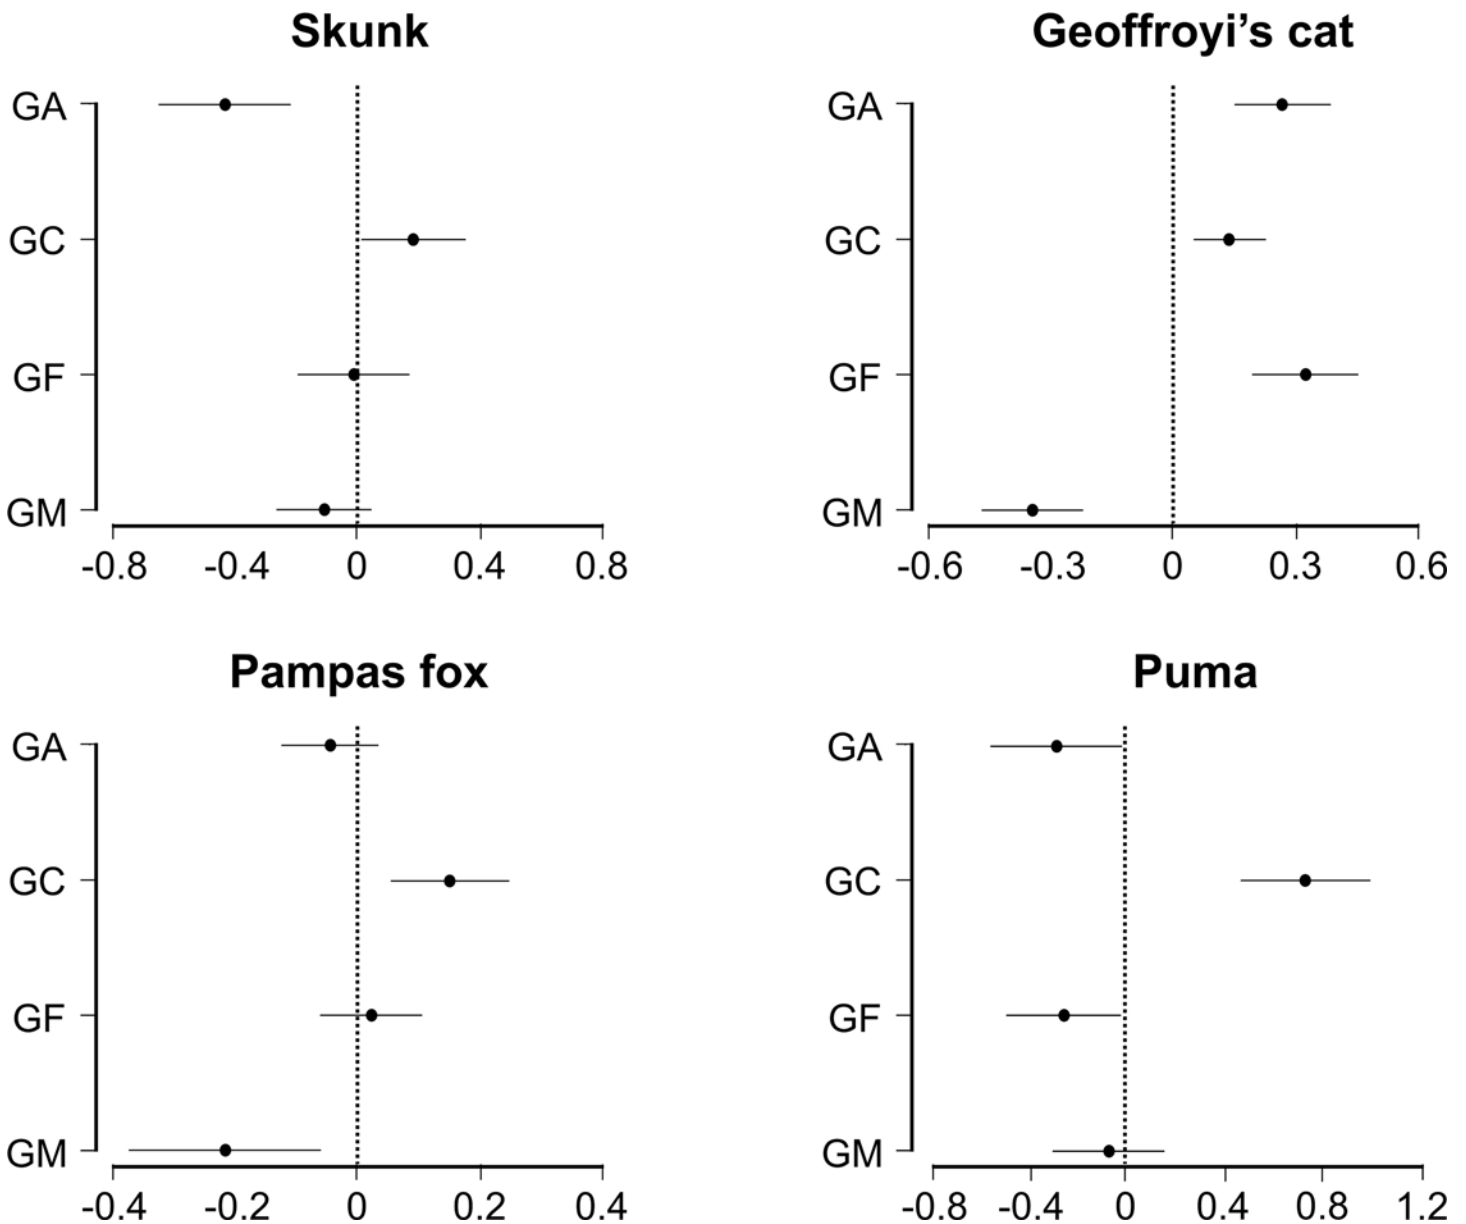 Skunk
GA
GC
GF
GM
-0.8 -0.4 0 0.4 0.8
Geoffroyi’s cat
GA
GC
GF
GM
-0.6 -0.3 0 0.3 0.6
Pampas fox
GA
GC
GF
GM
-0.4 -0.2 0 0.2 0.4
Puma
GA
GC
GF
GM
-0.8 -0.4 0 0.4 0.8 1.2